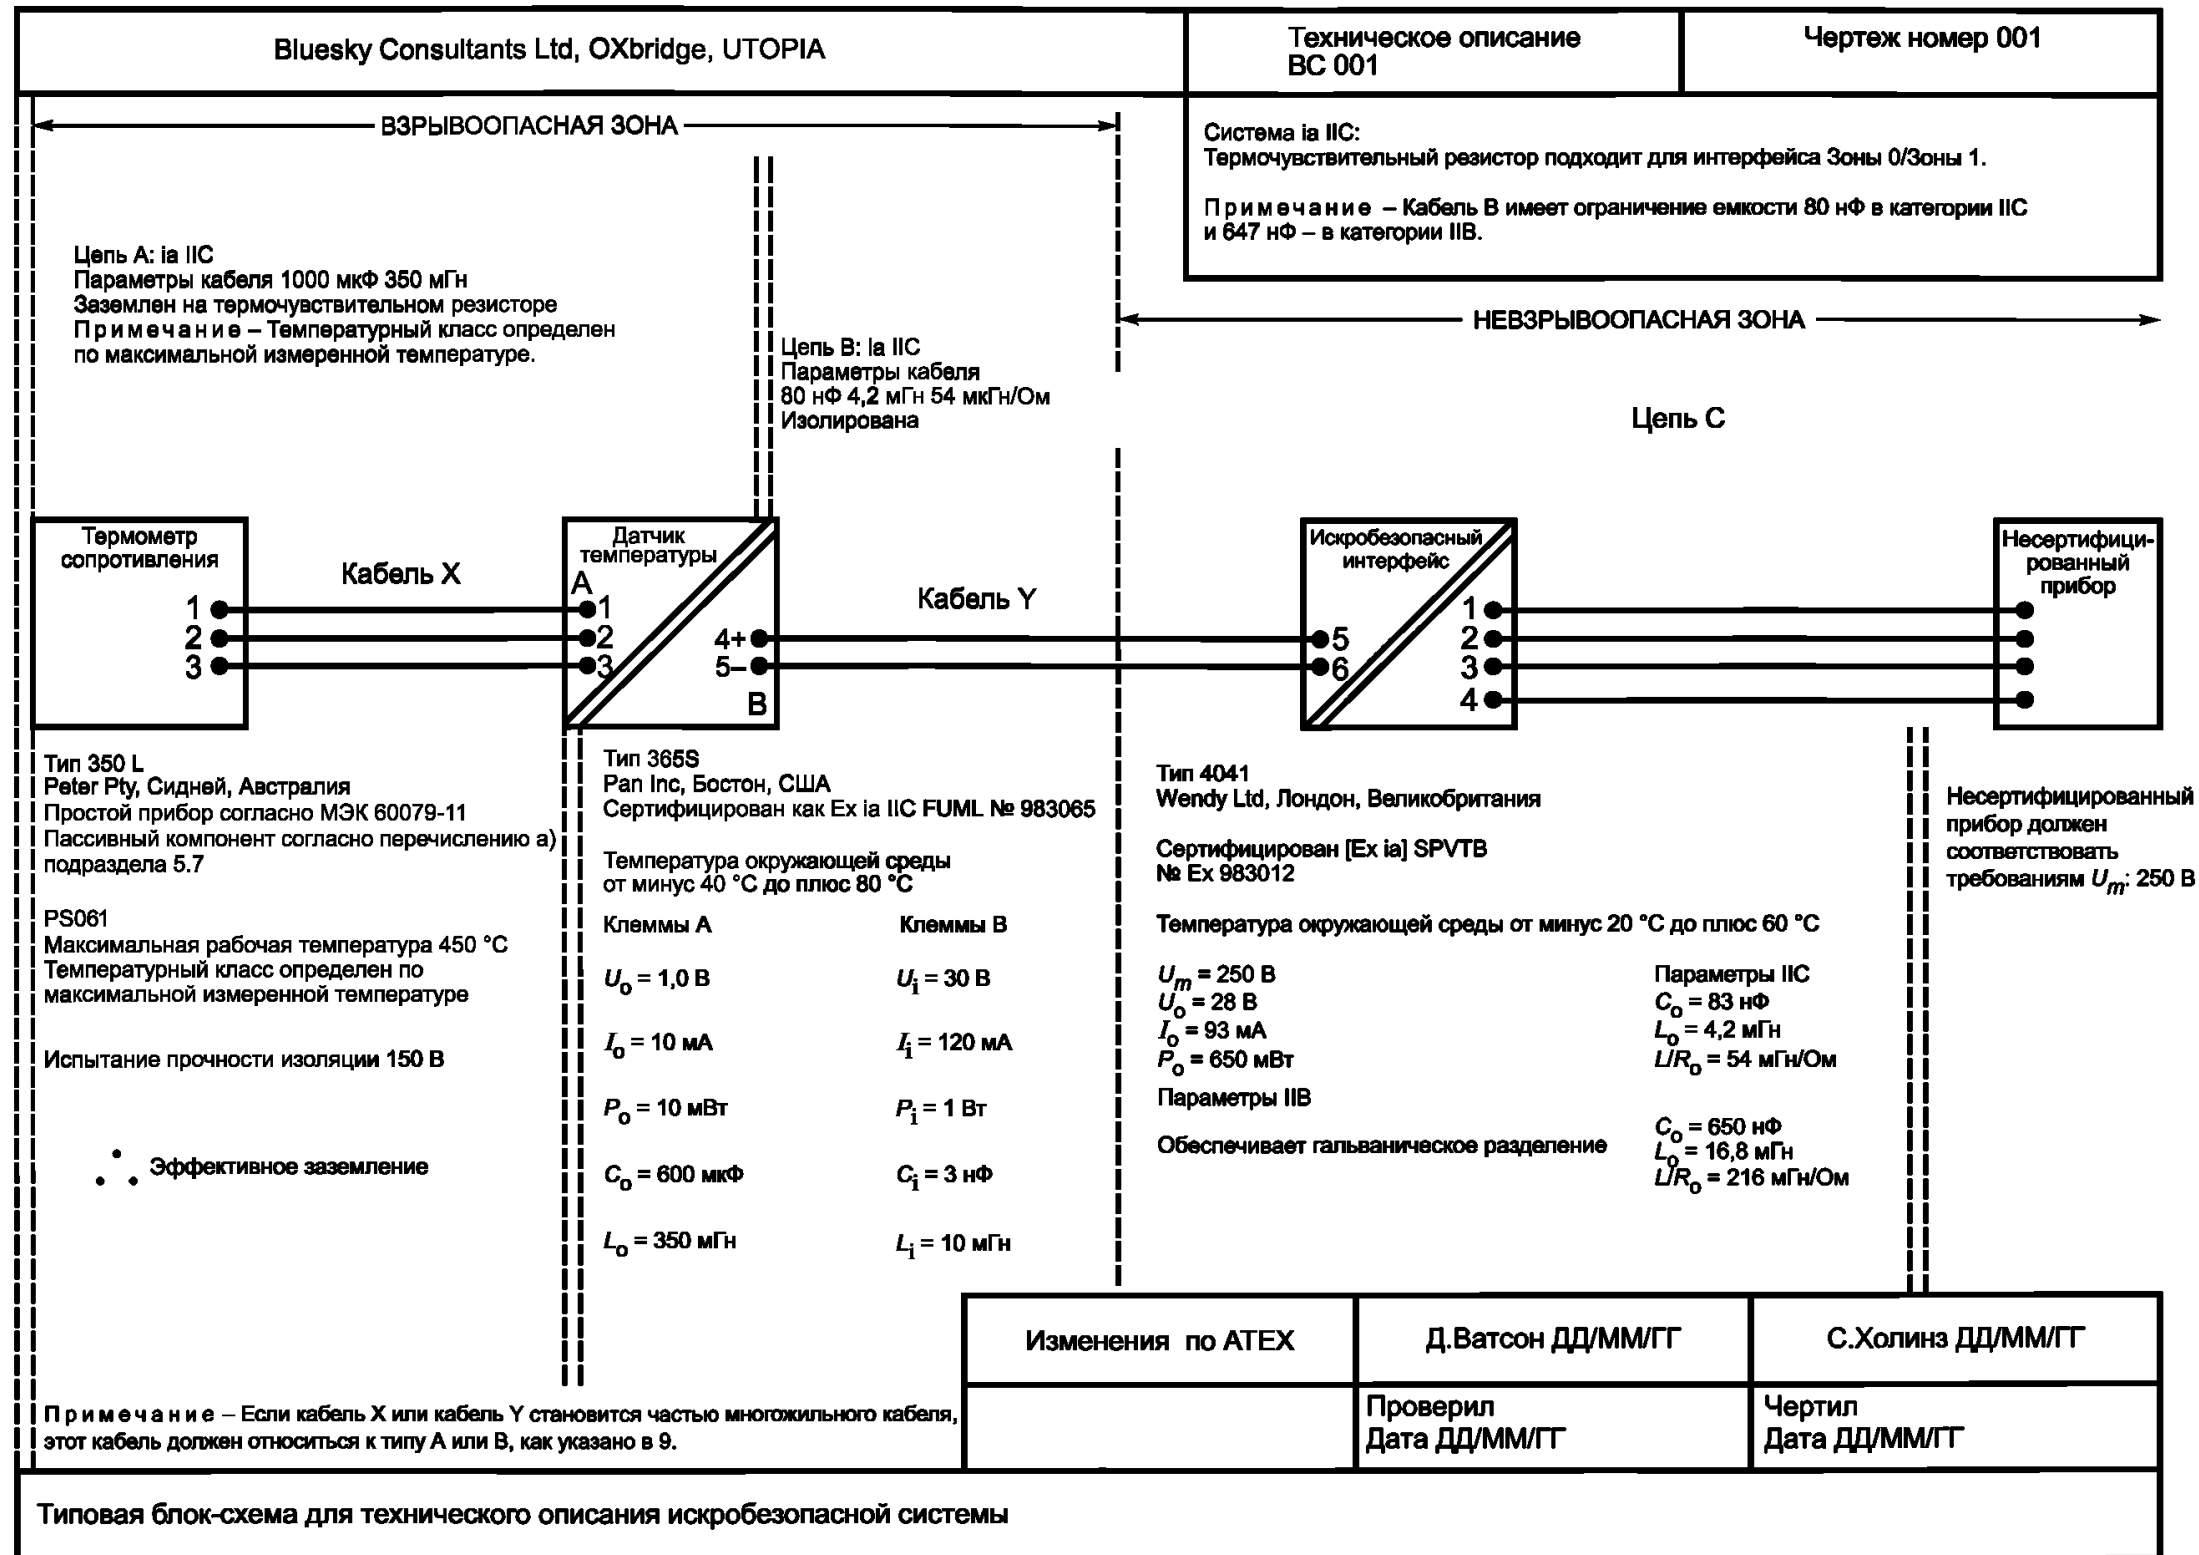 Bluesky Consultants Ltd, OXbridge, UTOPIA
Техническое описание
ВС 001
Чертеж номер 001
ВЗРЫВООПАСНАЯ ЗОНА
Система ia IIC:
Термочувствительный резистор подходит для интерфейса Зоны 0/Зоны 1.
Примечание – Кабель В имеет ограничение емкости 80 нФ в категории IIC
и 647 нФ – в категории IIB.
Цепь А: ia IIC
Параметры кабеля 1000 мкФ 350 мГн
Заземлен на термочувствительном резисторе
Примечание – Температурный класс определен
по максимальной измеренной температуре.
НЕВЗРЫВООПАСНАЯ ЗОНА
Цепь В: Ia IIC
Параметры кабеля
80 нФ 4,2 мГн 54 мкГн/Ом
Изолирована
Цепь С
Термометр
сопротивления
1
2
3
Кабель X
Датчик
температуры
А
1
2
3
4+
5–
В
Кабель Y
Искробезопасный
интерфейс
5
6
1
2
3
4
Несертифици-
рованный
прибор
Тип 350 L
Peter Pty, Сидней, Австралия
Простой прибор согласно МЭК 60079-11
Пассивный компонент согласно перечислению а)
подраздела 5.7
PS061
Максимальная рабочая температура 450 °С
Температурный класс определен по
максимальной измеренной температуре
Испытание прочности изоляции 150 В
Эффективное заземление
Тип 365S
Pan Inc, Бостон, США
Сертифицирован как Ex ia IIC FUML № 983065
Температура окружающей среды
от минус 40 °С до плюс 80 °С
Клеммы А
Клеммы В
Uo = 1,0 В
Ui = 30 В
Io = 10 мА
Ii = 120 мА
Po = 10 мВт
Pi = 1 Вт
Co = 600 мкФ
Ci = 3 нФ
Lo = 350 мГн
Li = 10 мГн
Тип 4041
Wendy Ltd, Лондон, Великобритания
Сертифицирован [Ex ia] SPVTB
№ Ex 983012
Температура окружающей среды от минус 20 °С до плюс 60 °С
Um = 250 В
Uo = 28 В
Io = 93 мА
Po = 650 мВт
Параметры IIC
Co = 83 нФ
Lo = 4,2 мГн
L/Ro = 54 мГн/Ом
Параметры IIB
Обеспечивает гальваническое разделение
Co = 650 нФ
Lo = 16,8 мГн
L/Ro = 216 мГн/Ом
Несертифицированный
прибор должен
соответствовать
требованиям Um: 250 В
Примечание – Если кабель X или кабель Y становится частью многожильного кабеля,
этот кабель должен относиться к типу А или В, как указано в 9.
Изменения по ATEX
Д.Ватсон ДД/ММ/ГГ
С.Холинз ДД/ММ/ГГ
Проверил
Дата ДД/ММ/ГГ
Чертил
Дата ДД/ММ/ГГ
Типовая блок-схема для технического описания искробезопасной системы